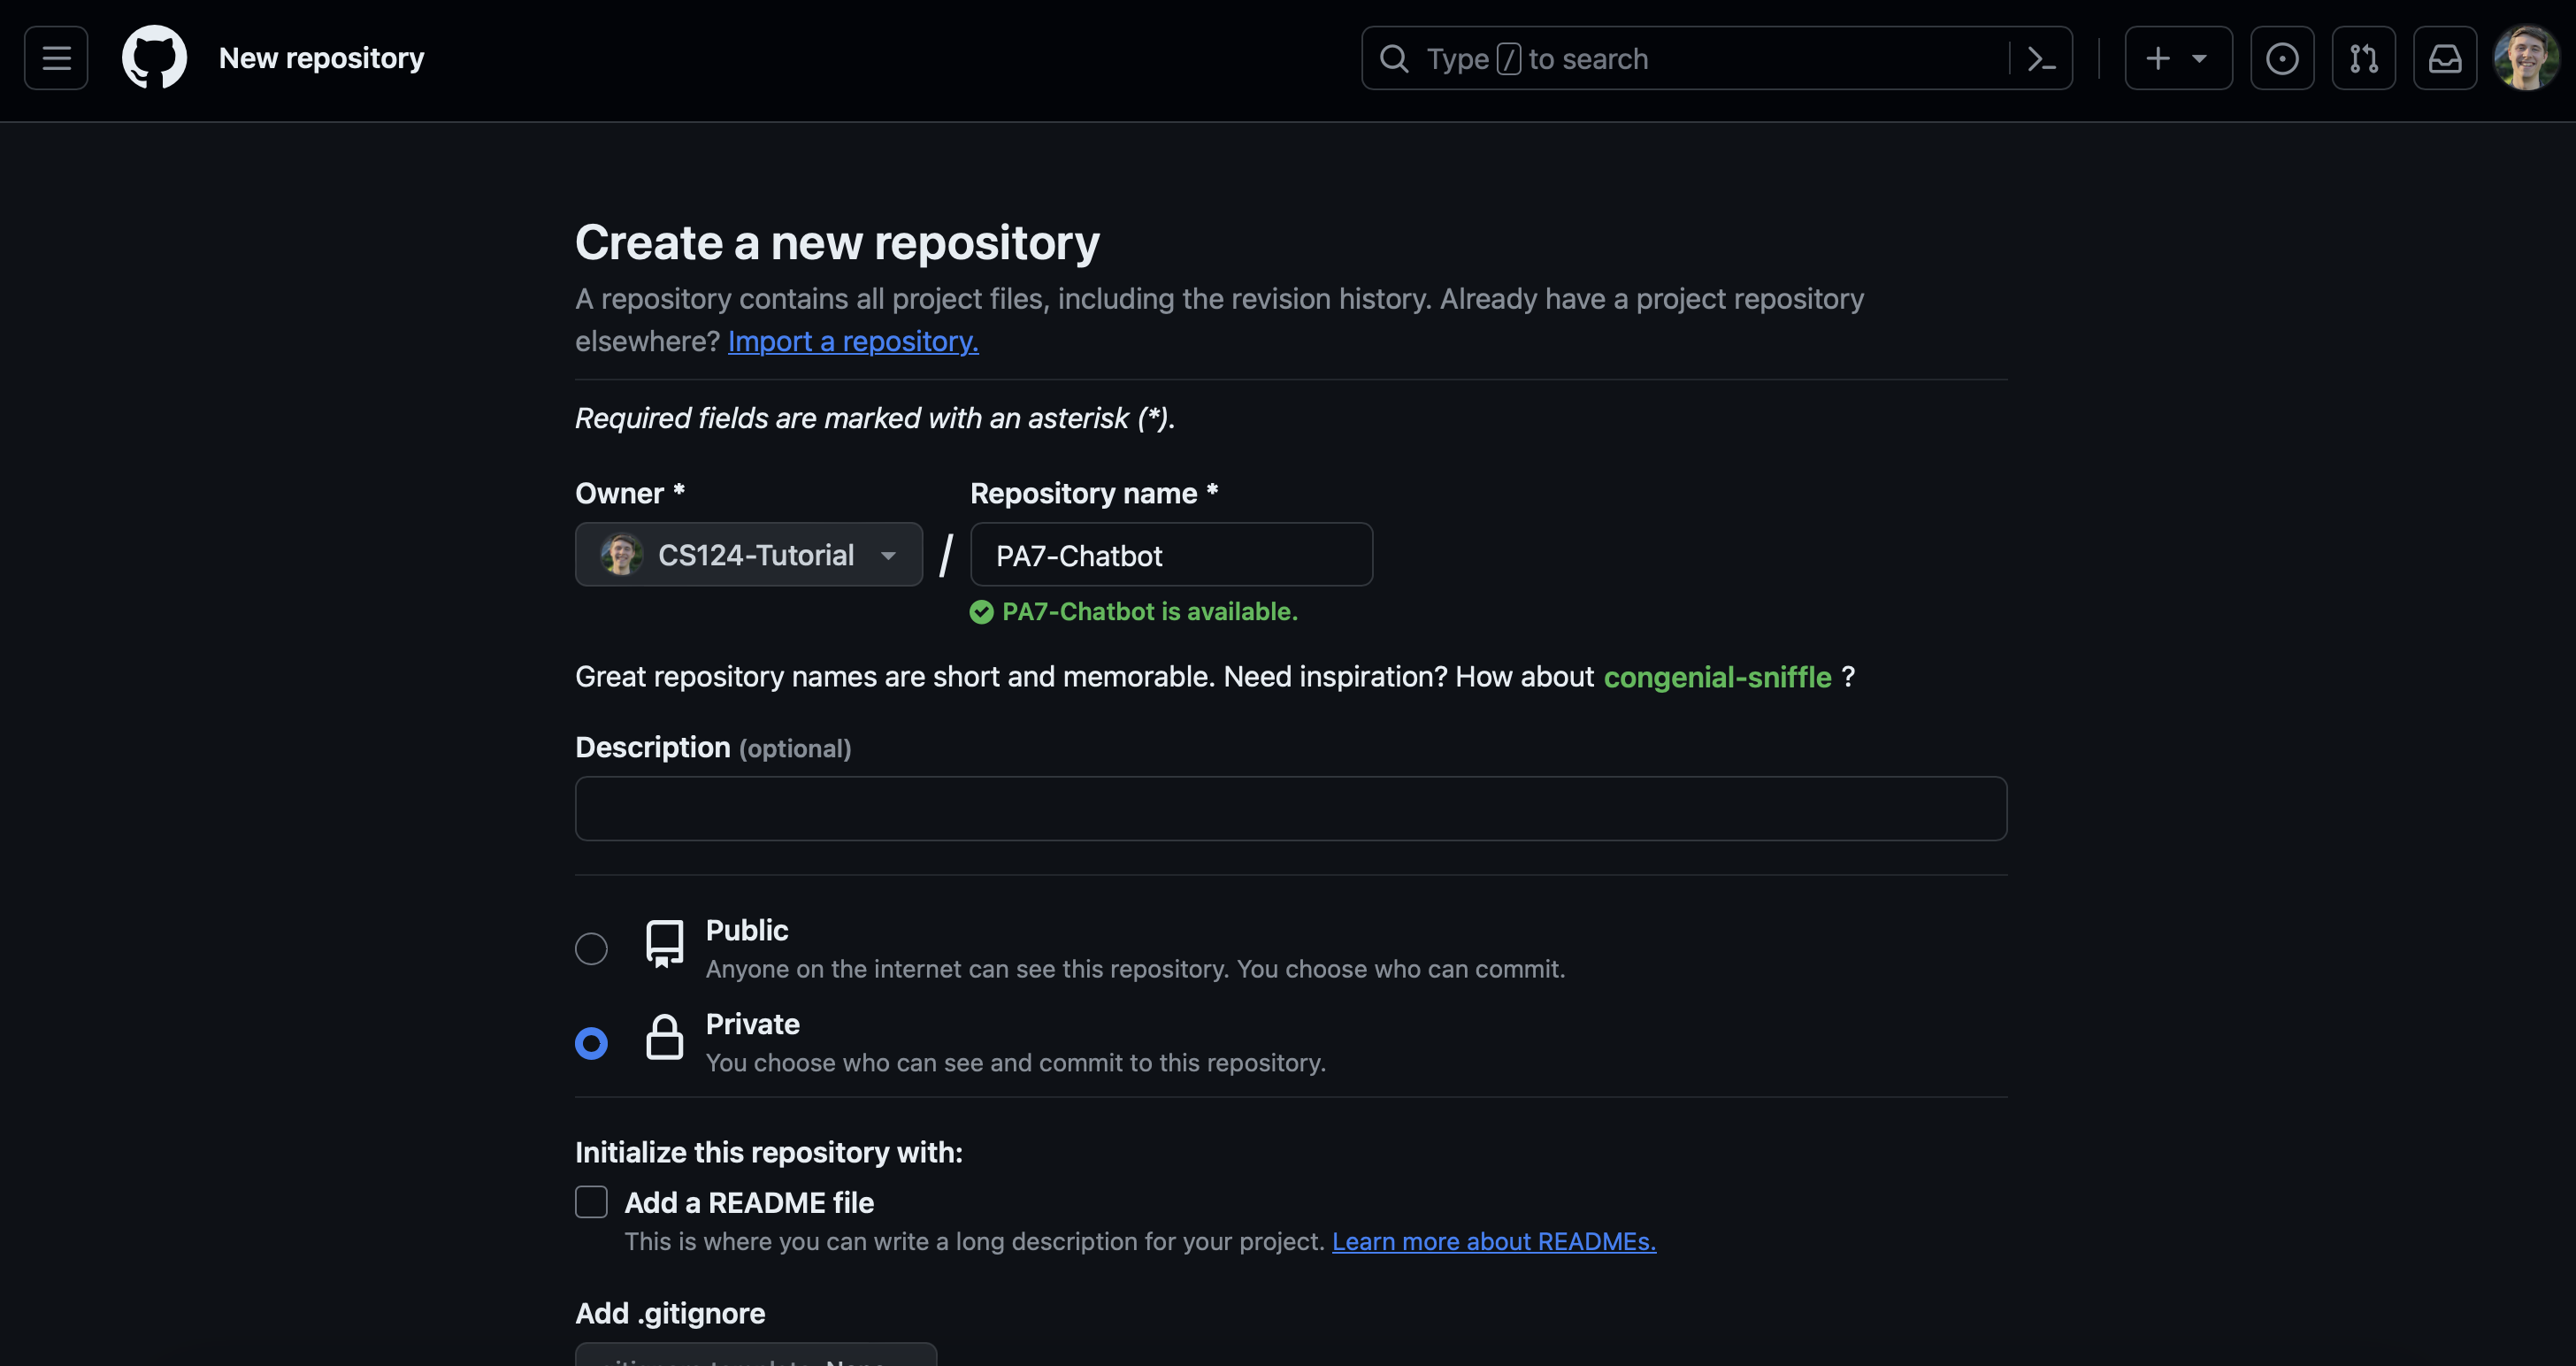 New repository
Type / to search
Create a new repository
A repository contains all project files, including the revision history. Already have a project repository
elsewhere? Import a repository.
Required fields are marked with an asterisk (*).
Owner * Repository name *
CS124-Tutorial / PA7-Chatbot
PA7-Chatbot is available.
Great repository names are short and memorable. Need inspiration? How about congenial-sniffle ?
Description (optional)
Public
Anyone on the internet can see this repository. You choose who can commit.
Private
You choose who can see and commit to this repository.
Initialize this repository with:
Add a README file
This is where you can write a long description for your project. Learn more about READMEs.
Add .gitignore